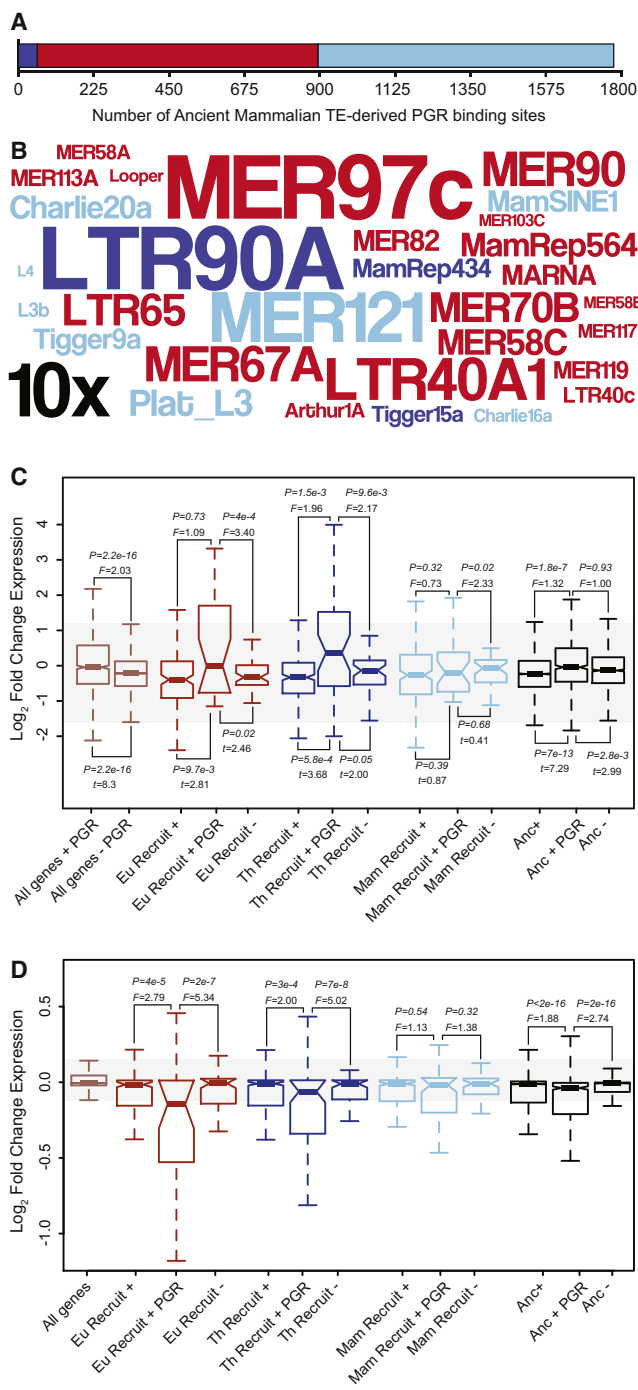 A
0 225 450 675 900 1125 1350 1575 1800
Number of Ancient Mammalian TE-derived PGR binding sites
B
MER58A
MER113A Looper MER97c MER90
Charlie20a MamSINE1
MER103C
L4 LTR90A MER82 MamRep564
MamRep434 MARNA
L3b LTR65 MER121 MER70B MER58E
Tigger9a MER58C MER117
10x MER67A LTR40A1 MER119
Plat_L3 Arthur1A Tigger15a Charlie16a LTR40c
C
Log2 Fold Change Expression
4
3
2
1
0
-1
-2
P=2.2e-16
F=2.03
P=0.73
F=1.09
P=4e-4
F=3.40
P=1.5e-3
F=1.96
P=9.6e-3
F=2.17
P=0.32
F=0.73
P=0.02
F=2.33
P=1.8e-7
F=1.32
P=0.93
F=1.00
P=2.2e-16
t=8.3
P=9.7e-3
t=2.81
P=0.02
t=2.46
P=5.8e-4
t=3.68
P=0.05
t=2.00
P=0.39
t=0.87
P=0.68
t=0.41
P=7e-13
t=7.29
P=2.8e-3
t=2.99
All genes + PGR
All genes - PGR
Eu Recruit +
Eu Recruit + PGR
Eu Recruit -
Th Recruit +
Th Recruit + PGR
Th Recruit -
Mam Recruit +
Mam Recruit + PGR
Mam Recruit -
Anc+
Anc + PGR
Anc -
D
Log2 Fold Change Expression
0.5
0.0
-0.5
-1.0
P=4e-5
F=2.79
P=2e-7
F=5.34
P=3e-4
F=2.00
P=7e-8
F=5.02
P=0.54
F=1.13
P=0.32
F=1.38
P<2e-16
F=1.88
P=2e-16
F=2.74
All genes
Eu Recruit +
Eu Recruit + PGR
Eu Recruit -
Th Recruit +
Th Recruit + PGR
Th Recruit -
Mam Recruit +
Mam Recruit + PGR
Mam Recruit -
Anc+
Anc + PGR
Anc -